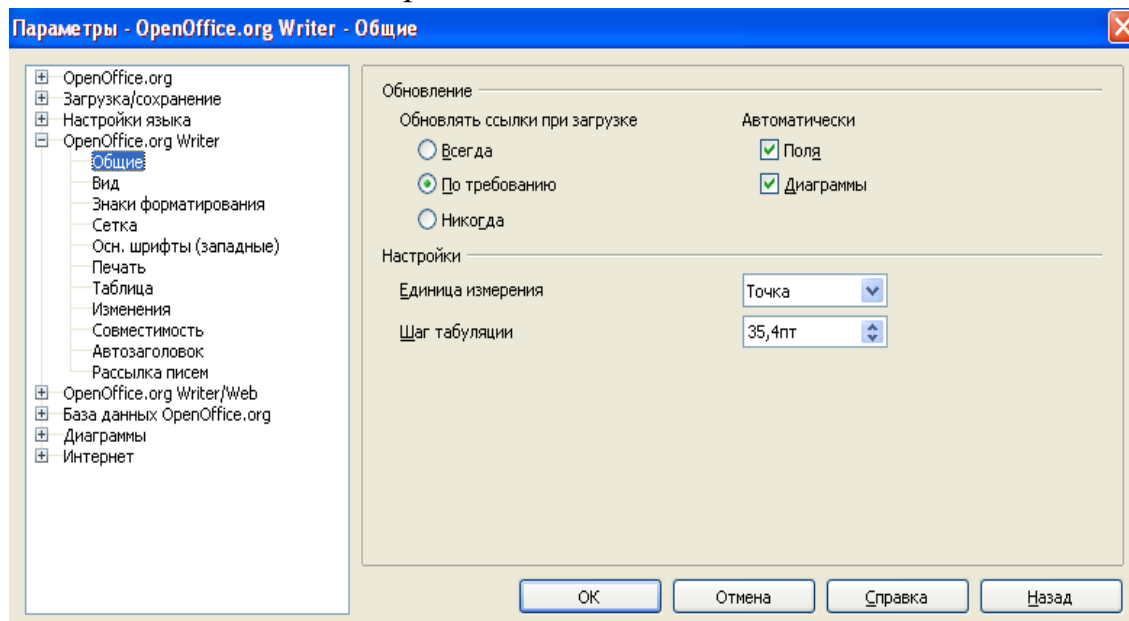 Параметры - OpenOffice.org Writer - Общие
OpenOffice.org
Загрузка/сохранение
Настройки языка
OpenOffice.org Writer
Общие
Вид
Знаки форматирования
Сетка
Осн. шрифты (западные)
Печать
Таблица
Изменения
Совместимость
Автозаголовок
Рассылка писем
OpenOffice.org Writer/Web
База данных OpenOffice.org
Диаграммы
Интернет
Обновление
Обновлять ссылки при загрузке
Всегда
По требованию
Никогда
Автоматически
Поля
Диаграммы
Настройки
Единица измерения Точка
Шаг табуляции 35,4пт
ОК Отмена Справка Назад